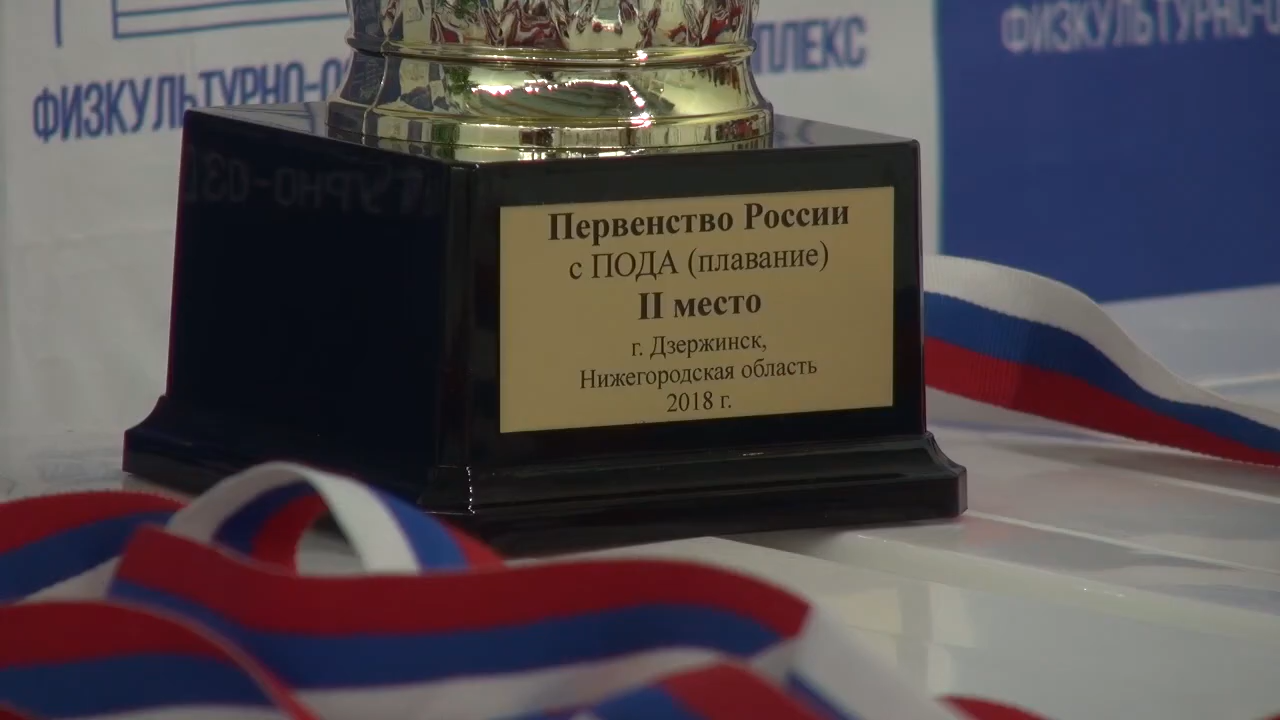 ФИЗКУЛЬТУРНО-О
ПЛЕКС
ФИЗКУЛЬТУРНО-О
Первенство России
с ПОДА (плавание)
II место
г. Дзержинск,
Нижегородская область
2018 г.